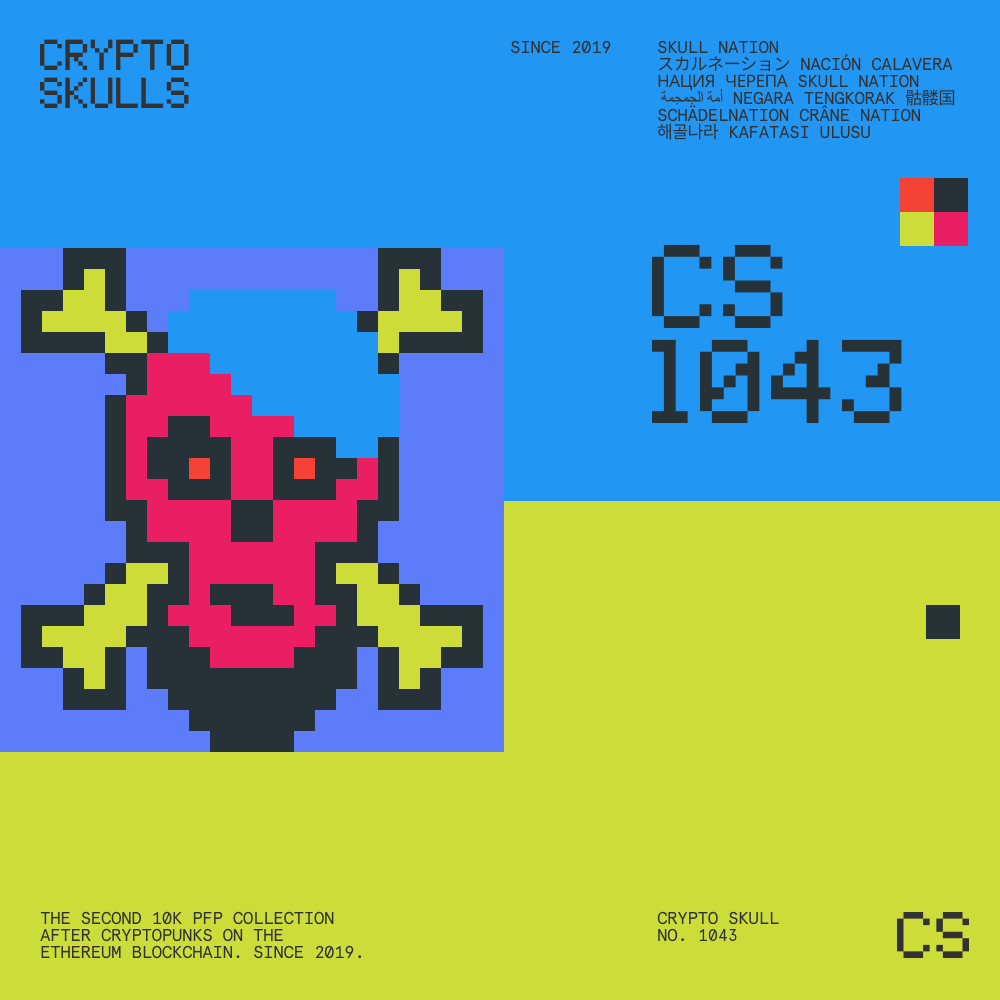 CRYPTO
SKULLS
SINCE 2019
SKULL NATION
スカルネーション NACIÓN CALAVERA
НАЦИЯ ЧЕРЕПА SKULL NATION
أمة الجمجمة NEGARA TENGKORAK 骷髅国
SCHÄDELNATION CRÂNE NATION
해골나라 KAFATASI ULUSU
CS
1043
THE SECOND 10K PFP COLLECTION
AFTER CRYPTOPUNKS ON THE
ETHEREUM BLOCKCHAIN. SINCE 2019.
CRYPTO SKULL
NO. 1043
CS